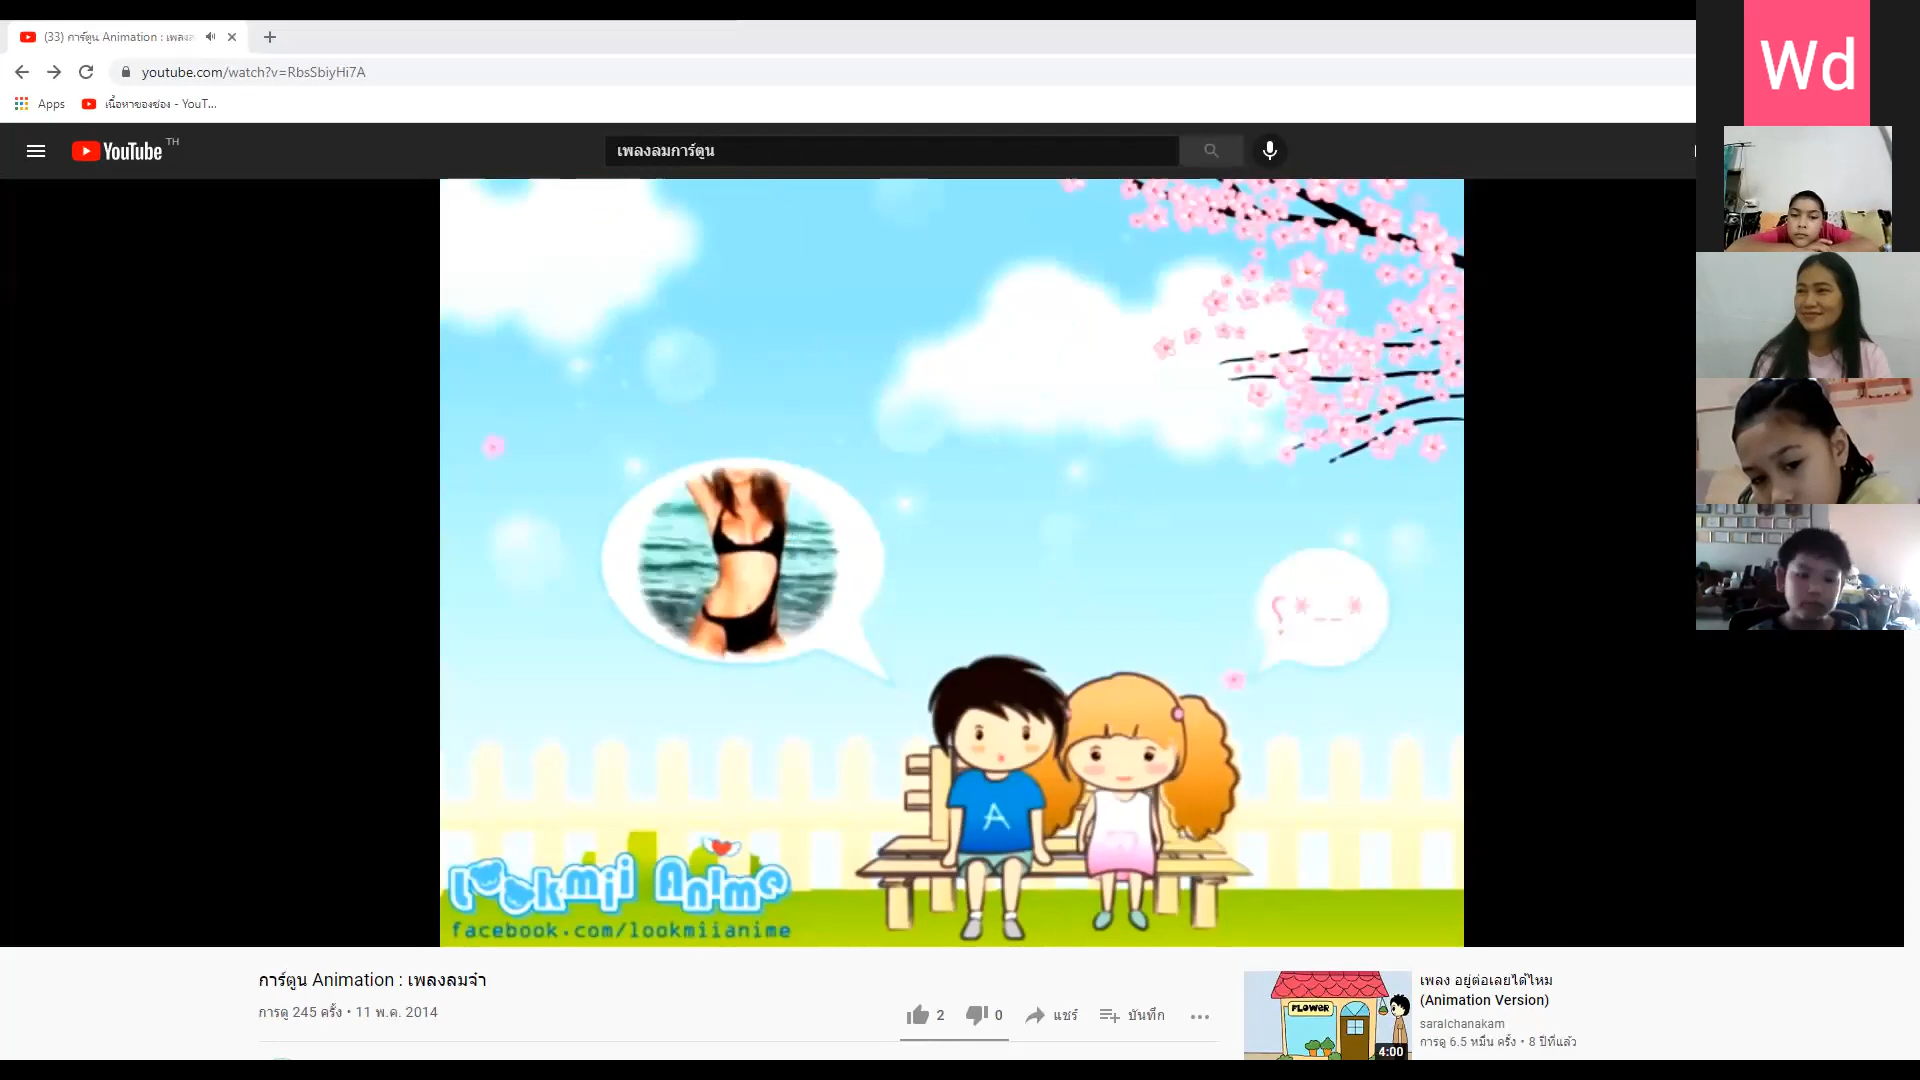 (33) การ์ตูน Animation : เพลงล
youtube.com/watch?v=RbsSbiyHi7A
Apps
เนื้อหาของช่อง - YouT...
YouTube TH
เพลงลมการ์ตูน
Wd
A
Lookmii Anime
facebook.com/lookmiianime
การ์ตูน Animation : เพลงลมจ๋า
การดู 245 ครั้ง • 11 พ.ค. 2014
2
0
แชร์
บันทึก
FLOWER
4:00
เพลง อยู่ต่อเลยได้ไหม
(Animation Version)
saralchanakam
การดู 6.5 หมื่น ครั้ง • 8 ปีที่แล้ว